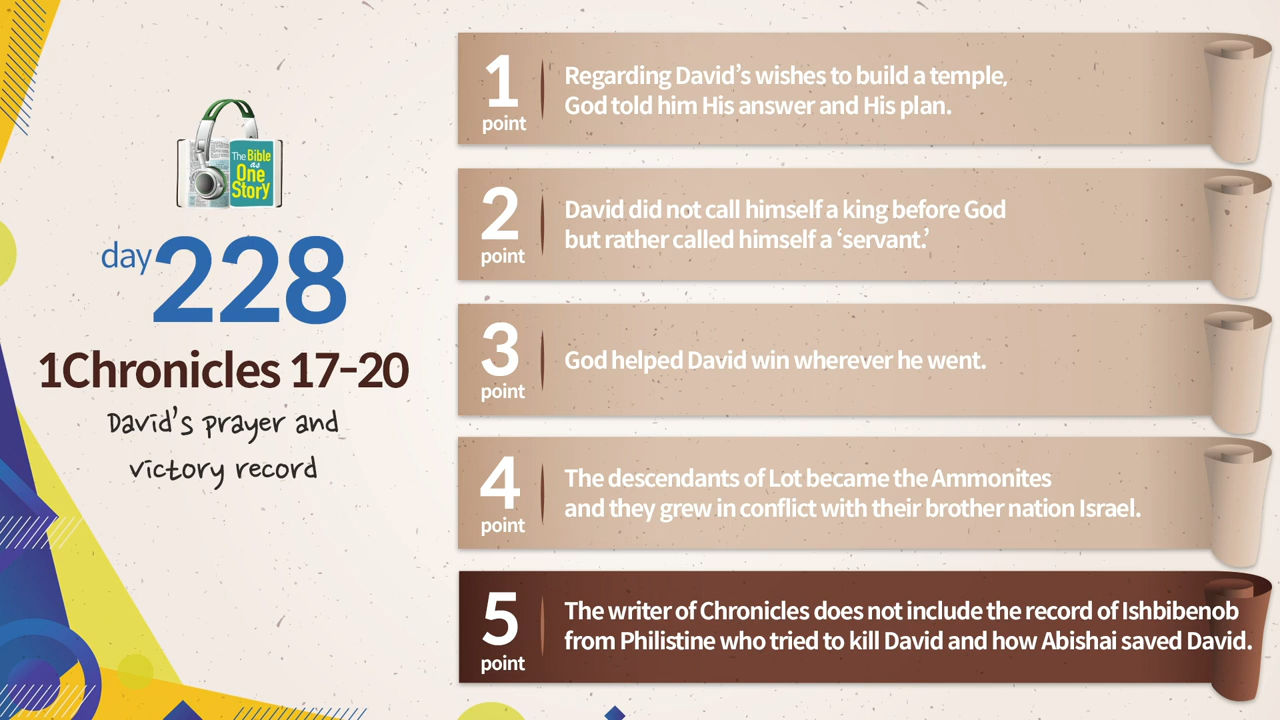 The Bible
as
One
Story
day 228
1Chronicles 17-20
David's prayer and
victory record
1
point
Regarding David's wishes to build a temple,
God told him His answer and His plan.
2
point
David did not call himself a king before God
but rather called himself a 'servant.'
3
point
God helped David win wherever he went.
4
point
The descendants of Lot became the Ammonites
and they grew in conflict with their brother nation Israel.
5
point
The writer of Chronicles does not include the record of Ishbibenob
from Philistine who tried to kill David and how Abishai saved David.